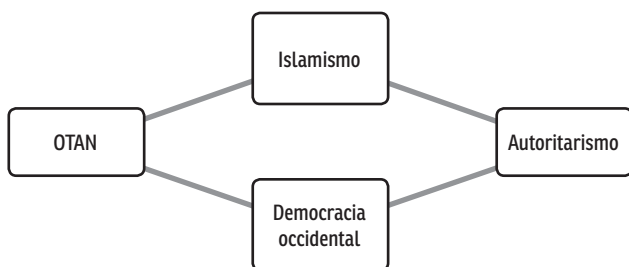 Islamismo
OTAN
Autoritarismo
Democracia
occidental